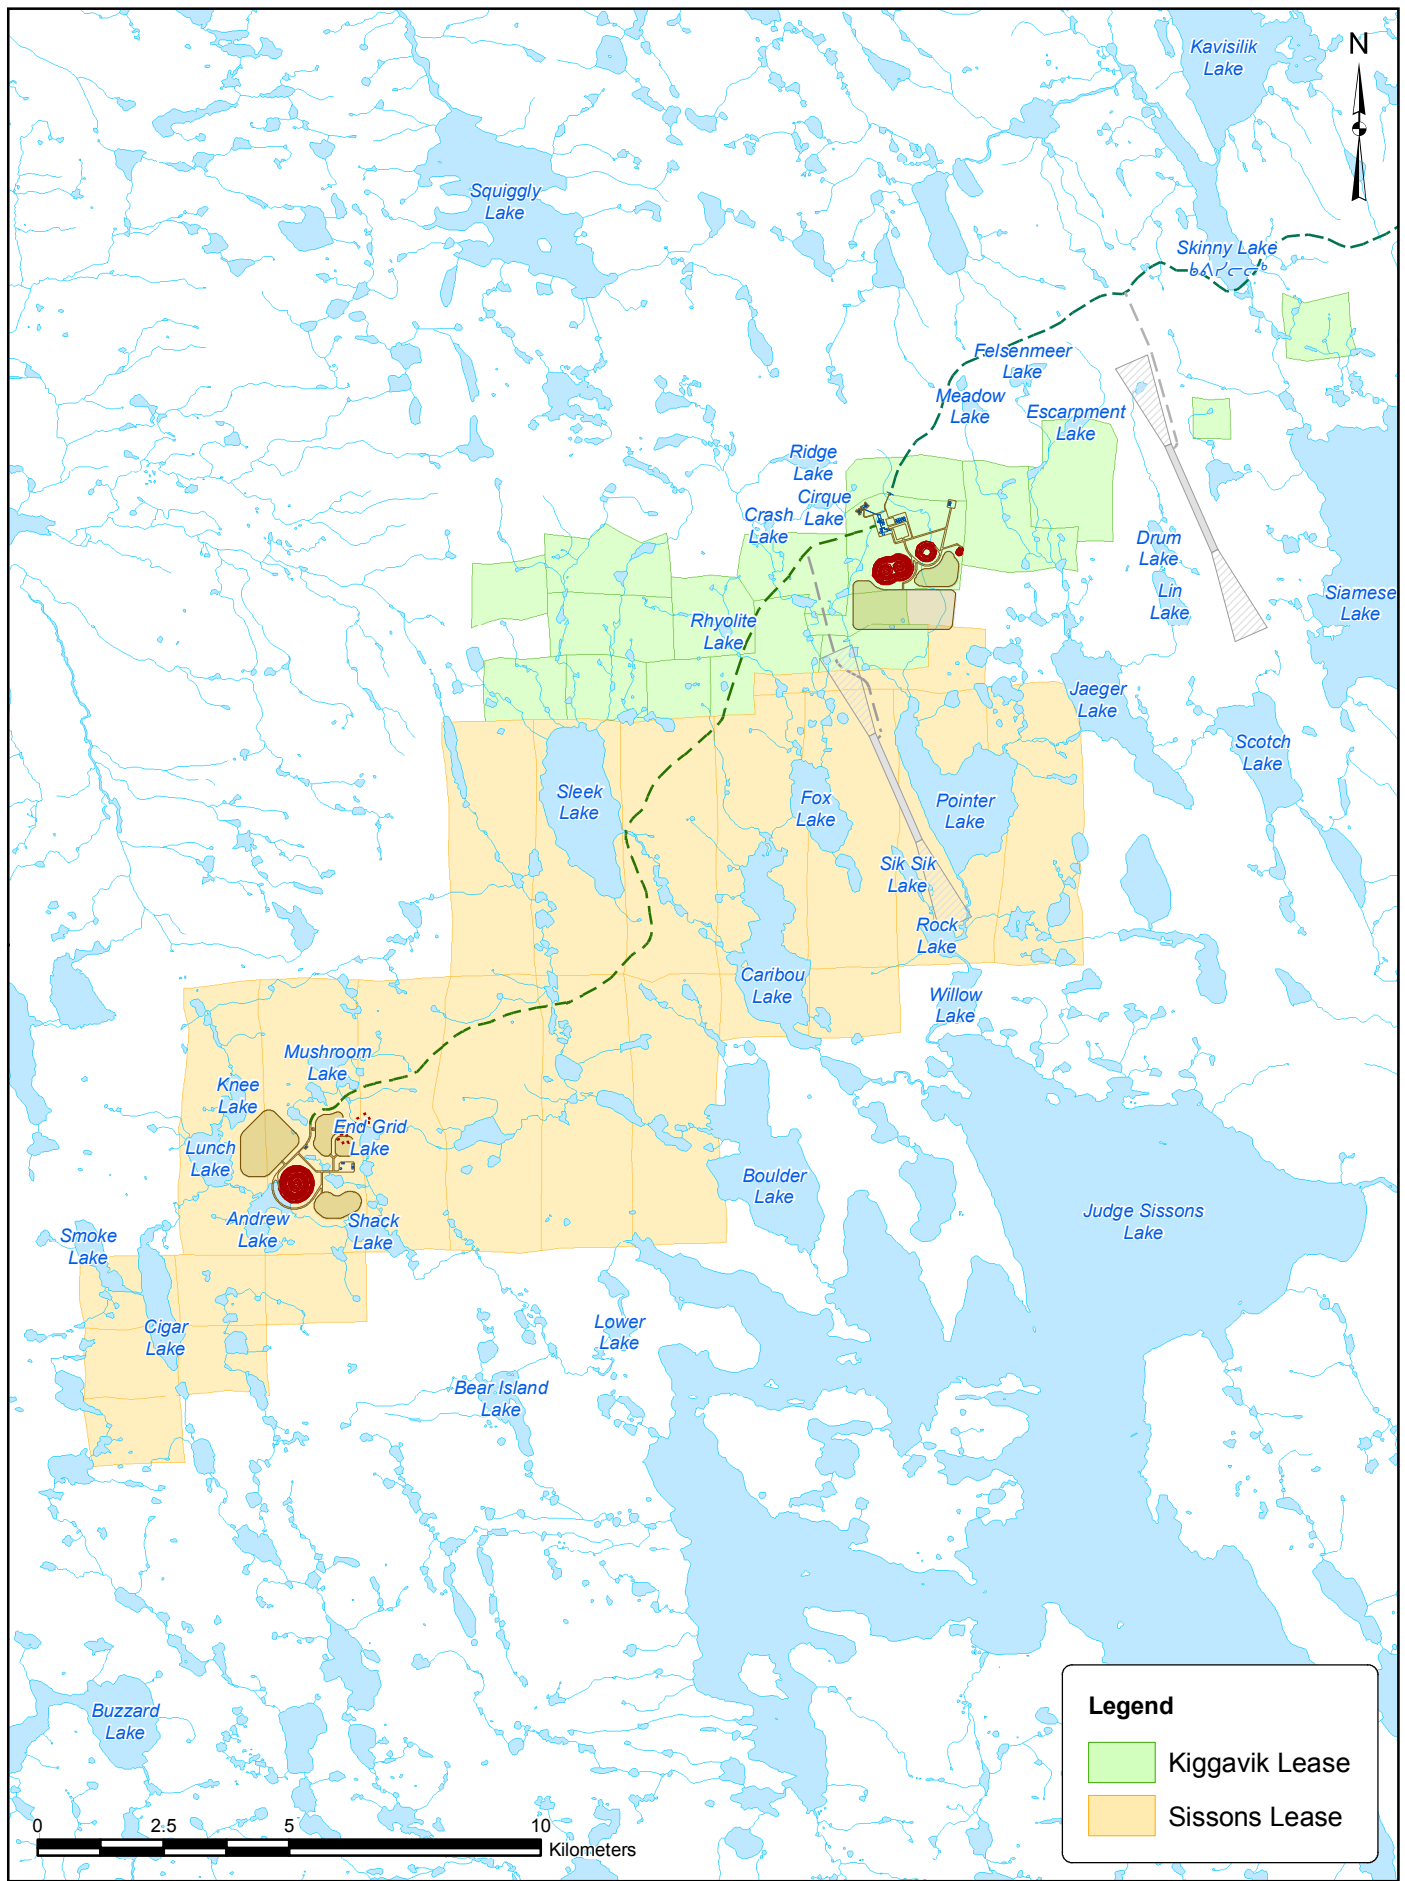 Kavisilik
Lake
N
Squiggly
Lake
Skinny Lake
ᑲᐱᓯᓕᓕᒃ
Felsenmeer
Lake
Meadow
Lake
Escarpment
Lake
Ridge
Lake
Cirque
Lake
Crash
Lake
Drum
Lake
Lin
Lake
Siamese
Lake
Rhyolite
Lake
Jaeger
Lake
Scotch
Lake
Sleek
Lake
Fox
Lake
Pointer
Lake
Sik Sik
Lake
Rock
Lake
Caribou
Lake
Willow
Lake
Mushroom
Lake
Knee
Lake
End Grid
Lake
Lunch
Lake
Boulder
Lake
Andrew
Lake
Shack
Lake
Judge Sissons
Lake
Smoke
Lake
Cigar
Lake
Lower
Lake
Bear Island
Lake
Buzzard
Lake
Legend
Kiggavik Lease
Sissons Lease
0 2.5 5 10
Kilometers